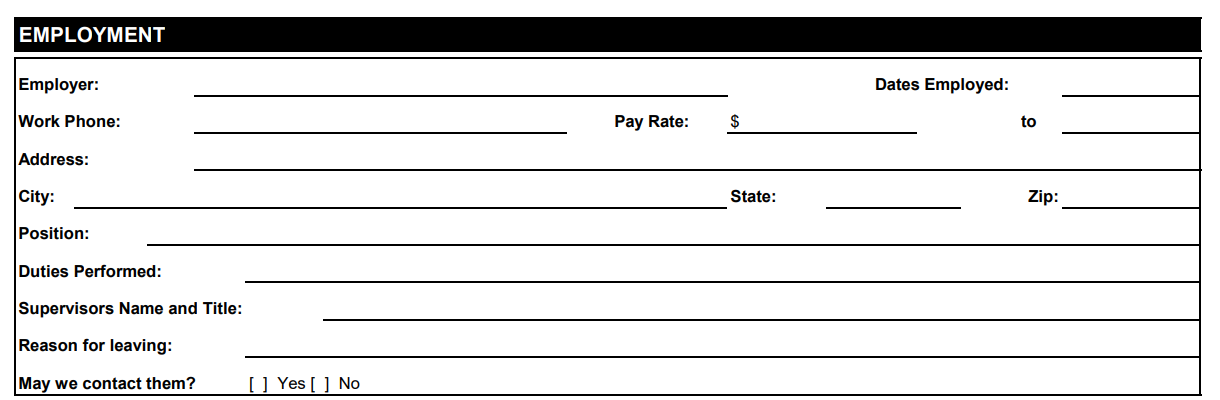 EMPLOYMENT
Employer: Dates Employed:
Work Phone: Pay Rate: $ to
Address:
City: State: Zip:
Position:
Duties Performed:
Supervisors Name and Title:
Reason for leaving:
May we contact them? [ ] Yes [ ] No